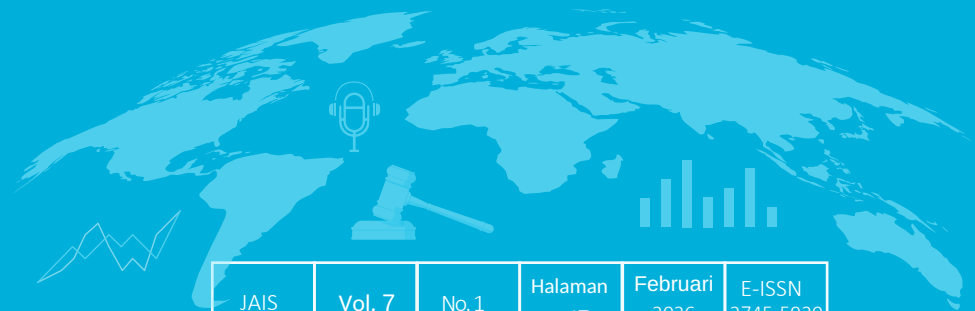 JAIS
Vol. 7
No. 1
Halaman
Februari
E-ISSN